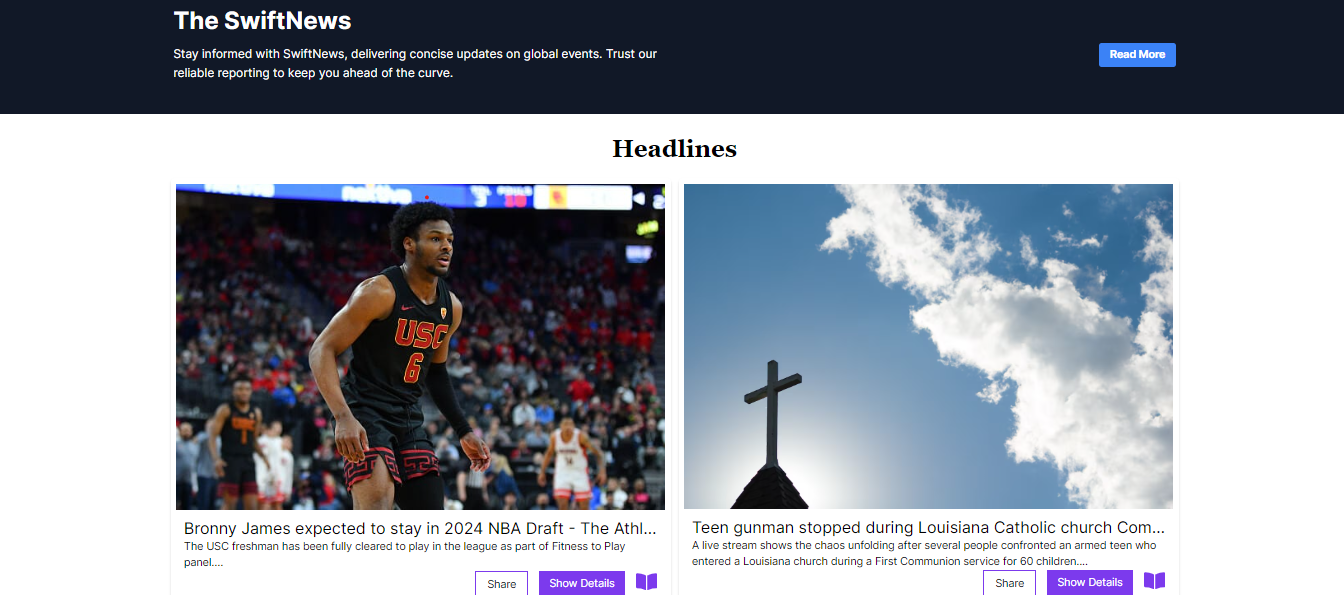 The SwiftNews
Stay informed with SwiftNews, delivering concise updates on global events. Trust our
reliable reporting to keep you ahead of the curve.
Read More
Headlines
USC
6
Bronny James expected to stay in 2024 NBA Draft - The Athl...
The USC freshman has been fully cleared to play in the league as part of Fitness to Play
panel....
Share
Show Details
Teen gunman stopped during Louisiana Catholic church Com...
A live stream shows the chaos unfolding after several people confronted an armed teen who
entered a Louisiana church during a First Communion service for 60 children....
Share
Show Details